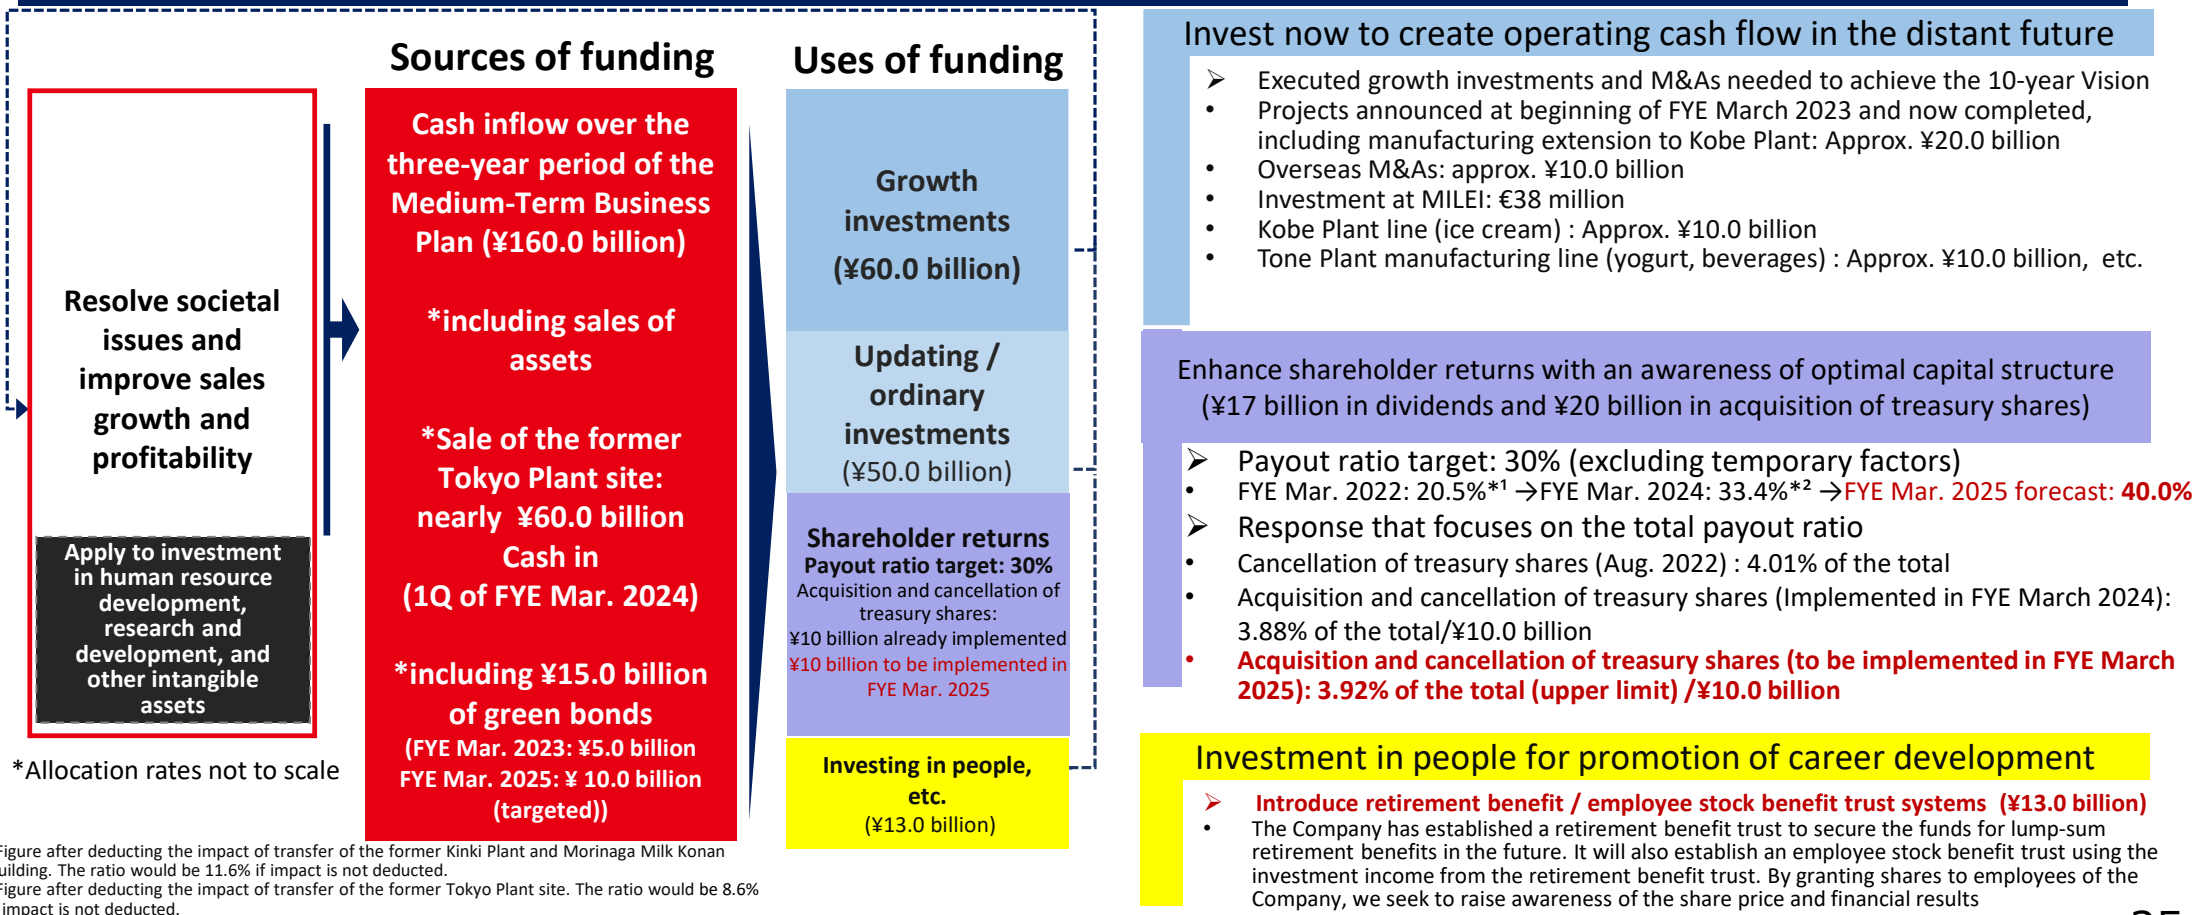 Sources of funding
Uses of funding
Resolve societal
issues and
improve sales
growth and
profitability
Apply to investment
in human resource
development,
research and
development, and
other intangible
assets
*Allocation rates not to scale
Cash inflow over the
three-year period of the
Medium-Term Business
Plan (¥160.0 billion)
*including sales of
assets
*Sale of the former
Tokyo Plant site:
nearly ¥60.0 billion
Cash in
(1Q of FYE Mar. 2024)
*including ¥15.0 billion
of green bonds
(FYE Mar. 2023: ¥5.0 billion
FYE Mar. 2025: ¥ 10.0 billion
(targeted))
Growth
investments
(¥60.0 billion)
Updating /
ordinary
investments
(¥50.0 billion)
Shareholder returns
Payout ratio target: 30%
Acquisition and cancellation of
treasury shares:
¥10 billion already implemented
¥10 billion to be implemented in
FYE Mar. 2025
Investing in people,
etc.
(¥13.0 billion)
Invest now to create operating cash flow in the distant future
➢ Executed growth investments and M&As needed to achieve the 10-year Vision
• Projects announced at beginning of FYE March 2023 and now completed,
including manufacturing extension to Kobe Plant: Approx. ¥20.0 billion
• Overseas M&As: approx. ¥10.0 billion
• Investment at MILEI: €38 million
• Kobe Plant line (ice cream) : Approx. ¥10.0 billion
• Tone Plant manufacturing line (yogurt, beverages) : Approx. ¥10.0 billion, etc.
Enhance shareholder returns with an awareness of optimal capital structure
(¥17 billion in dividends and ¥20 billion in acquisition of treasury shares)
➢ Payout ratio target: 30% (excluding temporary factors)
• FYE Mar. 2022: 20.5%*¹ →FYE Mar. 2024: 33.4%*² →FYE Mar. 2025 forecast: 40.0%
➢ Response that focuses on the total payout ratio
• Cancellation of treasury shares (Aug. 2022) : 4.01% of the total
• Acquisition and cancellation of treasury shares (Implemented in FYE March 2024):
3.88% of the total/¥10.0 billion
• Acquisition and cancellation of treasury shares (to be implemented in FYE March
2025): 3.92% of the total (upper limit) /¥10.0 billion
Investment in people for promotion of career development
➢ Introduce retirement benefit / employee stock benefit trust systems (¥13.0 billion)
• The Company has established a retirement benefit trust to secure the funds for lump-sum
retirement benefits in the future. It will also establish an employee stock benefit trust using the
investment income from the retirement benefit trust. By granting shares to employees of the
Company, we seek to raise awareness of the share price and financial results
Figure after deducting the impact of transfer of the former Kinki Plant and Morinaga Milk Konan
uilding. The ratio would be 11.6% if impact is not deducted.
Figure after deducting the impact of transfer of the former Tokyo Plant site. The ratio would be 8.6%
impact is not deducted.